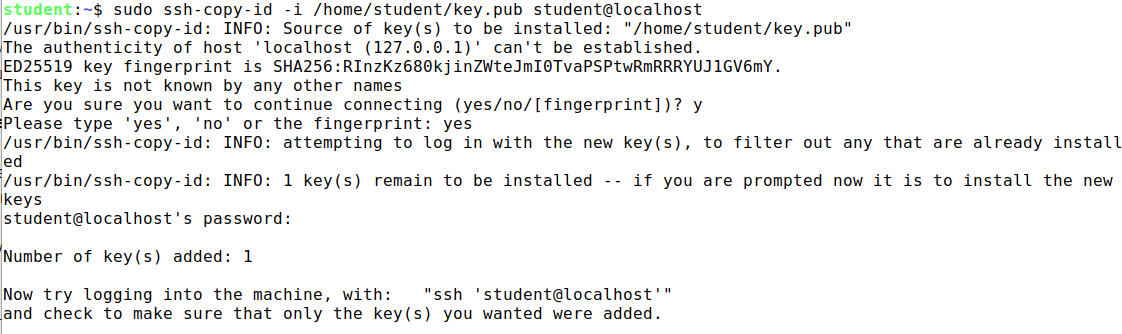 student:~$ sudo ssh-copy-id -i /home/student/key.pub student@localhost
/usr/bin/ssh-copy-id: INFO: Source of key(s) to be installed: "/home/student/key.pub"
The authenticity of host 'localhost (127.0.0.1)' can't be established.
ED25519 key fingerprint is SHA256:RInzKz680kjinZWteJmI0TvaPSPtwRmRRRYUJ1GV6mY.
This key is not known by any other names
Are you sure you want to continue connecting (yes/no/[fingerprint])? y
Please type 'yes', 'no' or the fingerprint: yes
/usr/bin/ssh-copy-id: INFO: attempting to log in with the new key(s), to filter out any that are already install
ed
/usr/bin/ssh-copy-id: INFO: 1 key(s) remain to be installed -- if you are prompted now it is to install the new
keys
student@localhost's password:
Number of key(s) added: 1
Now try logging into the machine, with:   "ssh 'student@localhost'"
and check to make sure that only the key(s) you wanted were added.